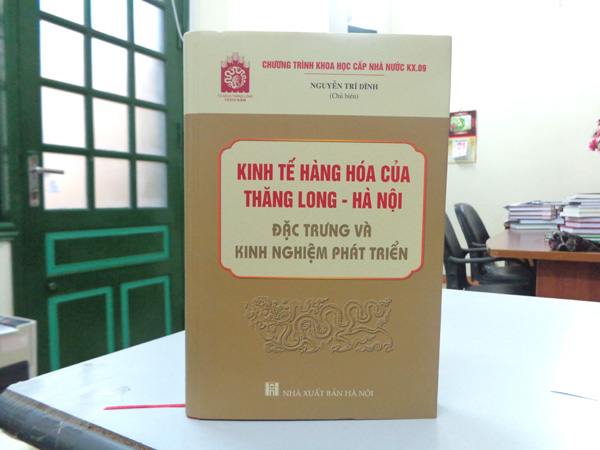 CHƯƠNG TRÌNH KHOA HỌC CẤP NHÀ NƯỚC KX.09
NGUYỄN TRÍ DĨNH
(Chủ biên)
KINH TẾ HÀNG HÓA CỦA
THĂNG LONG - HÀ NỘI
ĐẶC TRƯNG VÀ
KINH NGHIỆM PHÁT TRIỂN
NHÀ XUẤT BẢN HÀ NỘI